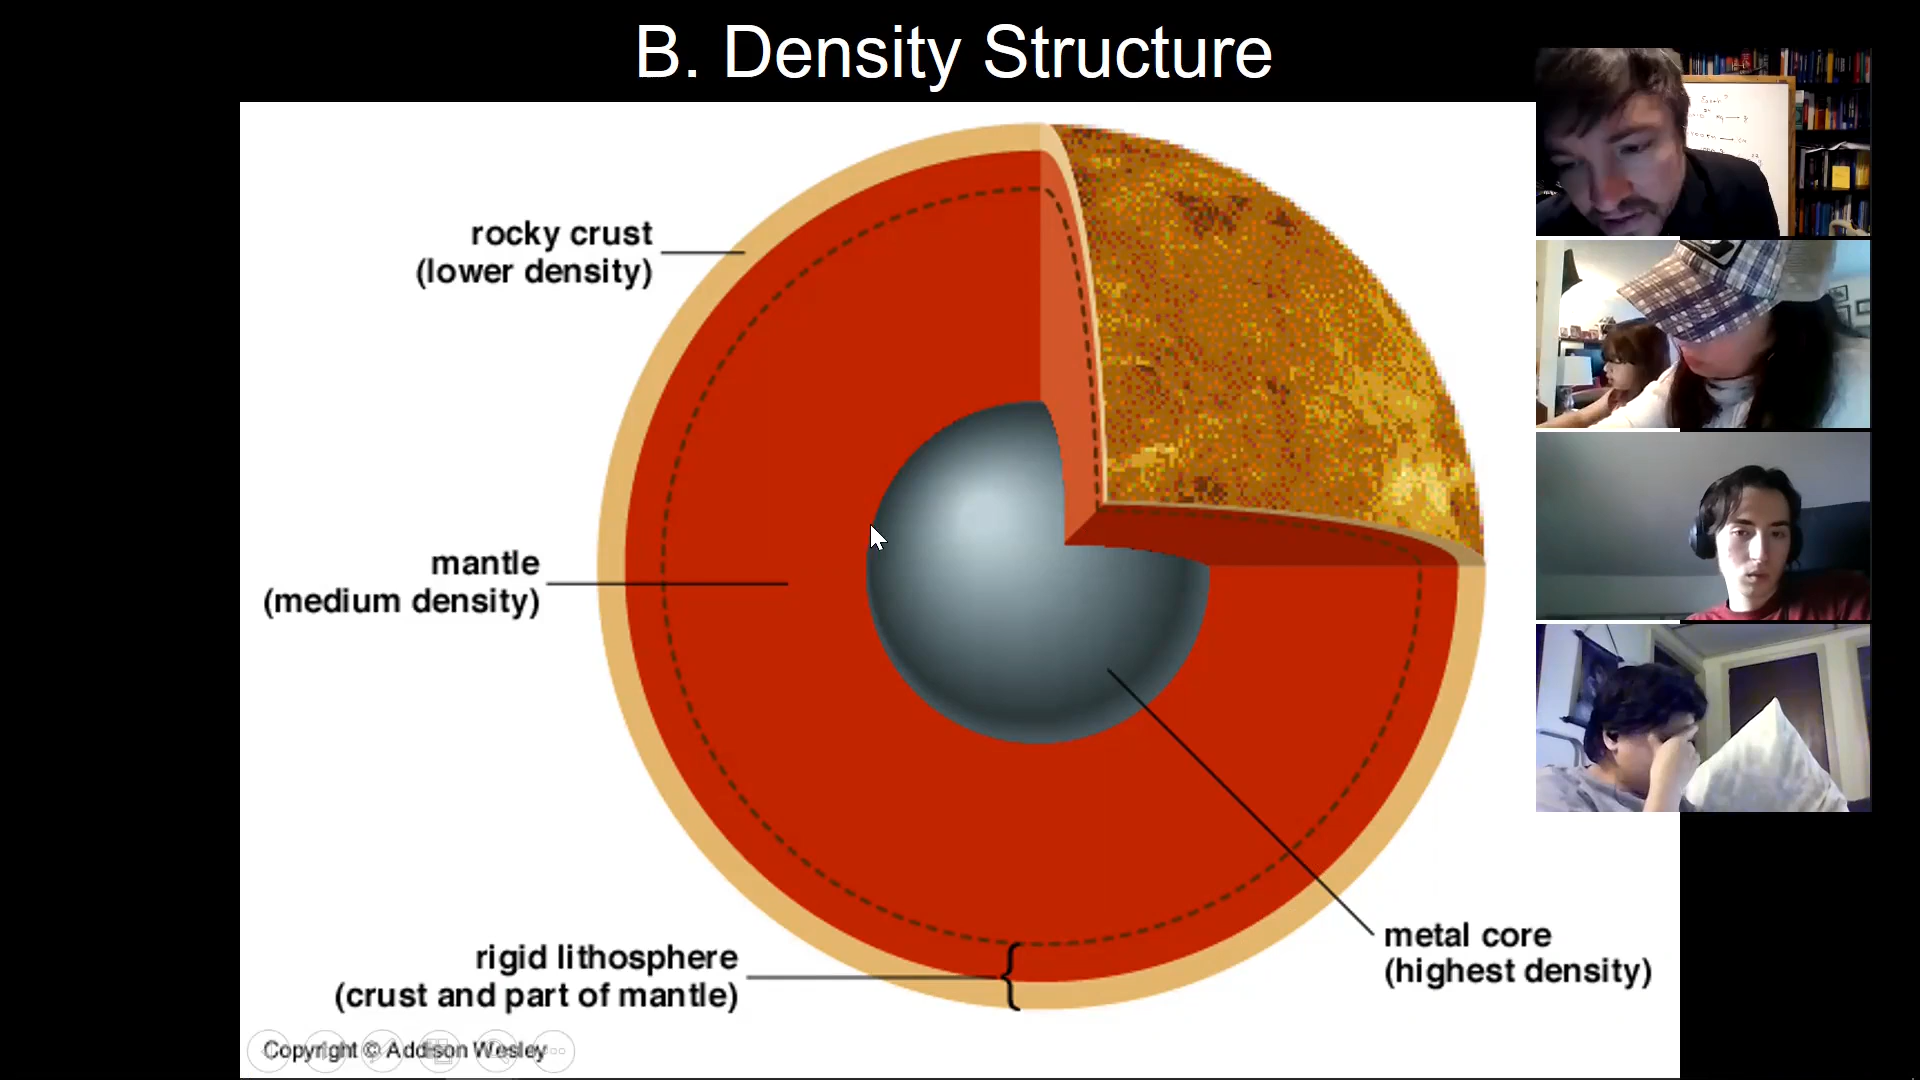 B. Density Structure
rocky crust
(lower density)
mantle
(medium density)
rigid lithosphere
(crust and part of mantle)
metal core
(highest density)
Copyright © Addison Wesley
Earth?